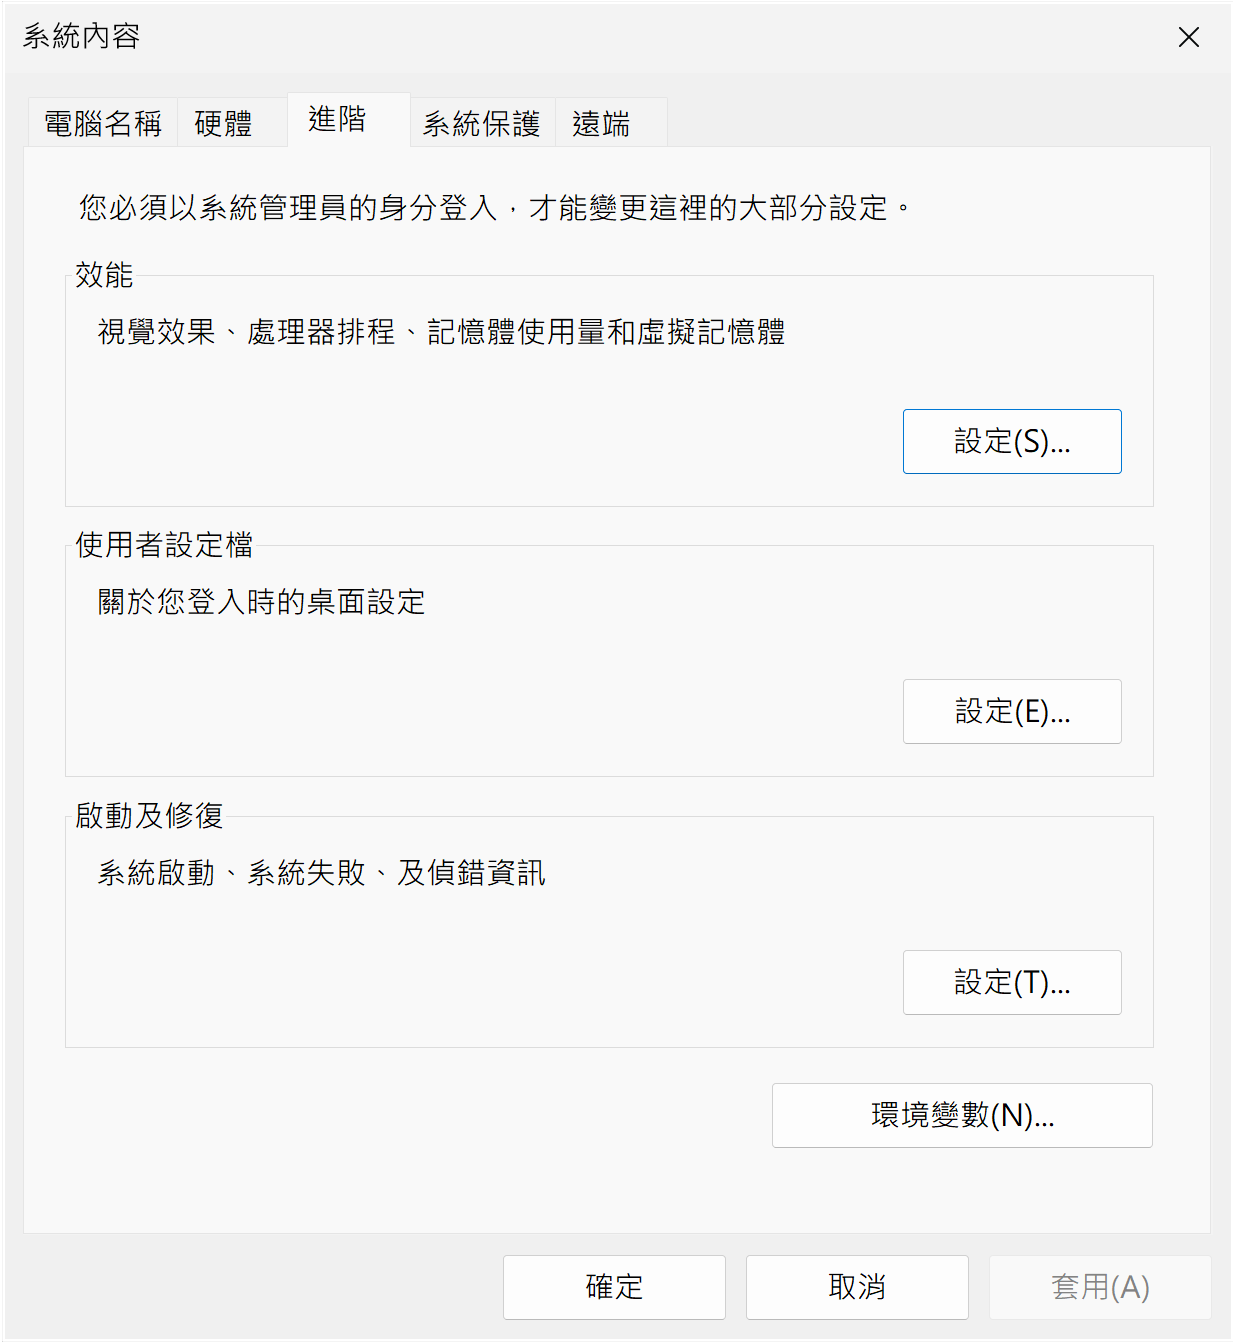 系統內容
電腦名稱 硬體 進階 系統保護 遠端
您必須以系統管理員的身分登入，才能變更這裡的大部分設定。
效能
視覺效果、處理器排程、記憶體使用量和虛擬記憶體
設定(S)...
使用者設定檔
關於您登入時的桌面設定
設定(E)...
啟動及修復
系統啟動、系統失敗、及偵錯資訊
設定(T)...
環境變數(N)...
確定 取消 套用(A)